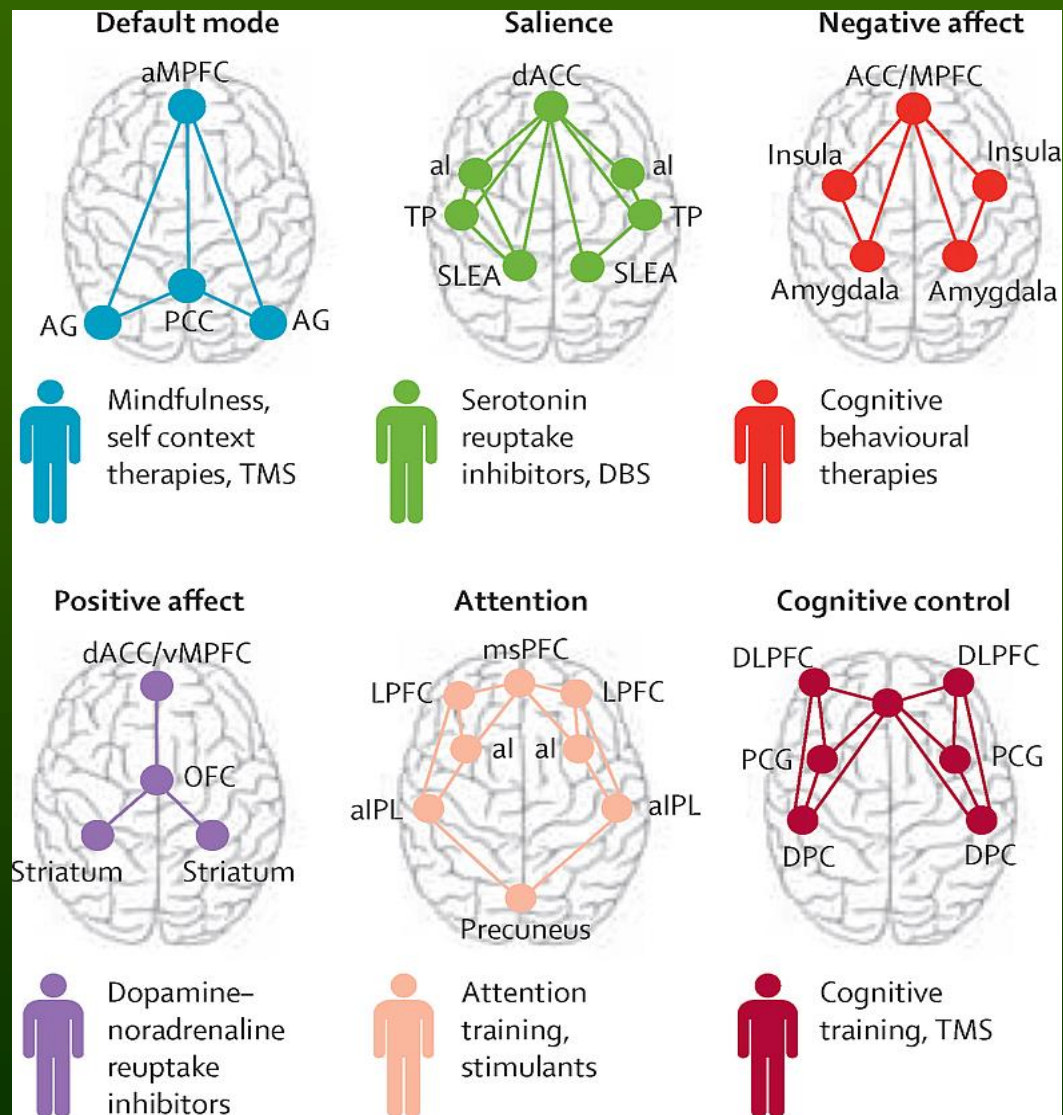 Default mode
aMPFC
AG
PCC
AG
Mindfulness,
self context
therapies, TMS
Salience
dACC
aI
aI
TP
TP
SLEA
SLEA
Serotonin
reuptake
inhibitors, DBS
Negative affect
ACC/MPFC
Insula
Insula
Amygdala
Amygdala
Cognitive
behavioural
therapies
Positive affect
dACC/vMPFC
OFC
Striatum
Striatum
Dopamine–
noradrenaline
reuptake
inhibitors
Attention
msPFC
LPFC
LPFC
aI
aI
aIPL
aIPL
Precuneus
Attention
training,
stimulants
Cognitive control
DLPFC
DLPFC
PCG
PCG
DPC
DPC
Cognitive
training, TMS